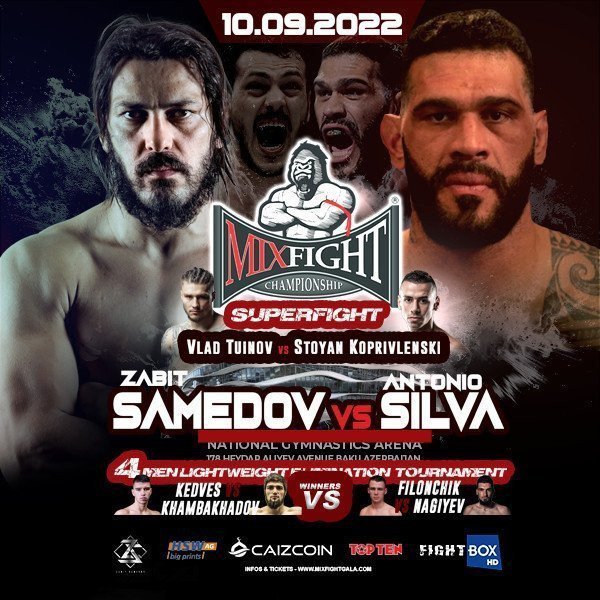 10.09.2022
MIXFIGHT
®
CHAMPIONSHIP
SUPERFIGHT
VLAD TUINOV VS STOYAN KOPRIVLENSKI
ZABIT ANTONIO
SAMEDOV VS SILVA
NATIONAL GYMNASTICS ARENA
178 HEYDAR ALIYEV AVENUE BAKU AZERBAIJAN
4 MEN LIGHTWEIGHT ELIMINATION TOURNAMENT
KEDVES VS
KHAMBAKHADOV
WINNERS
VS
FILONCHIK
VS NAGIYEV
HSW AG
big prints!
CAIZCOIN
TOP TEN
FIGHTBOX
HD
INFOS & TICKETS - WWW.MIXFIGHTGALA.COM